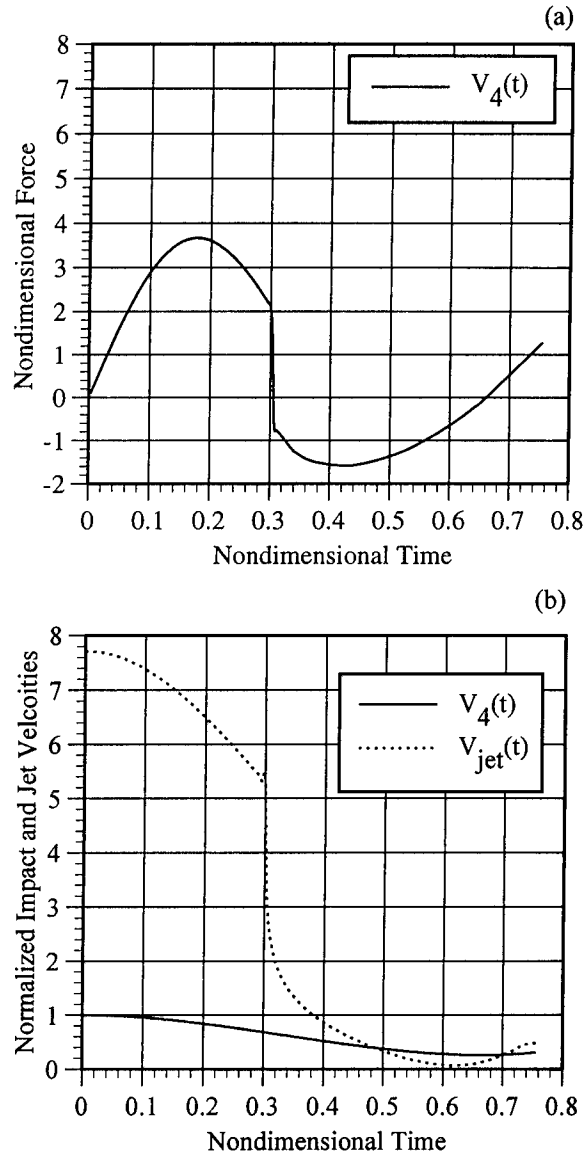 (a)
8
7
6
5
4
3
2
1
0
-1
-2
Nondimensional Force
V4(t)
0 0.1 0.2 0.3 0.4 0.5 0.6 0.7 0.8
Nondimensional Time
(b)
8
7
6
5
4
3
2
1
0
Normalized Impact and Jet Velcoities
V4(t)
Vjet(t)
0 0.1 0.2 0.3 0.4 0.5 0.6 0.7 0.8
Nondimensional Time